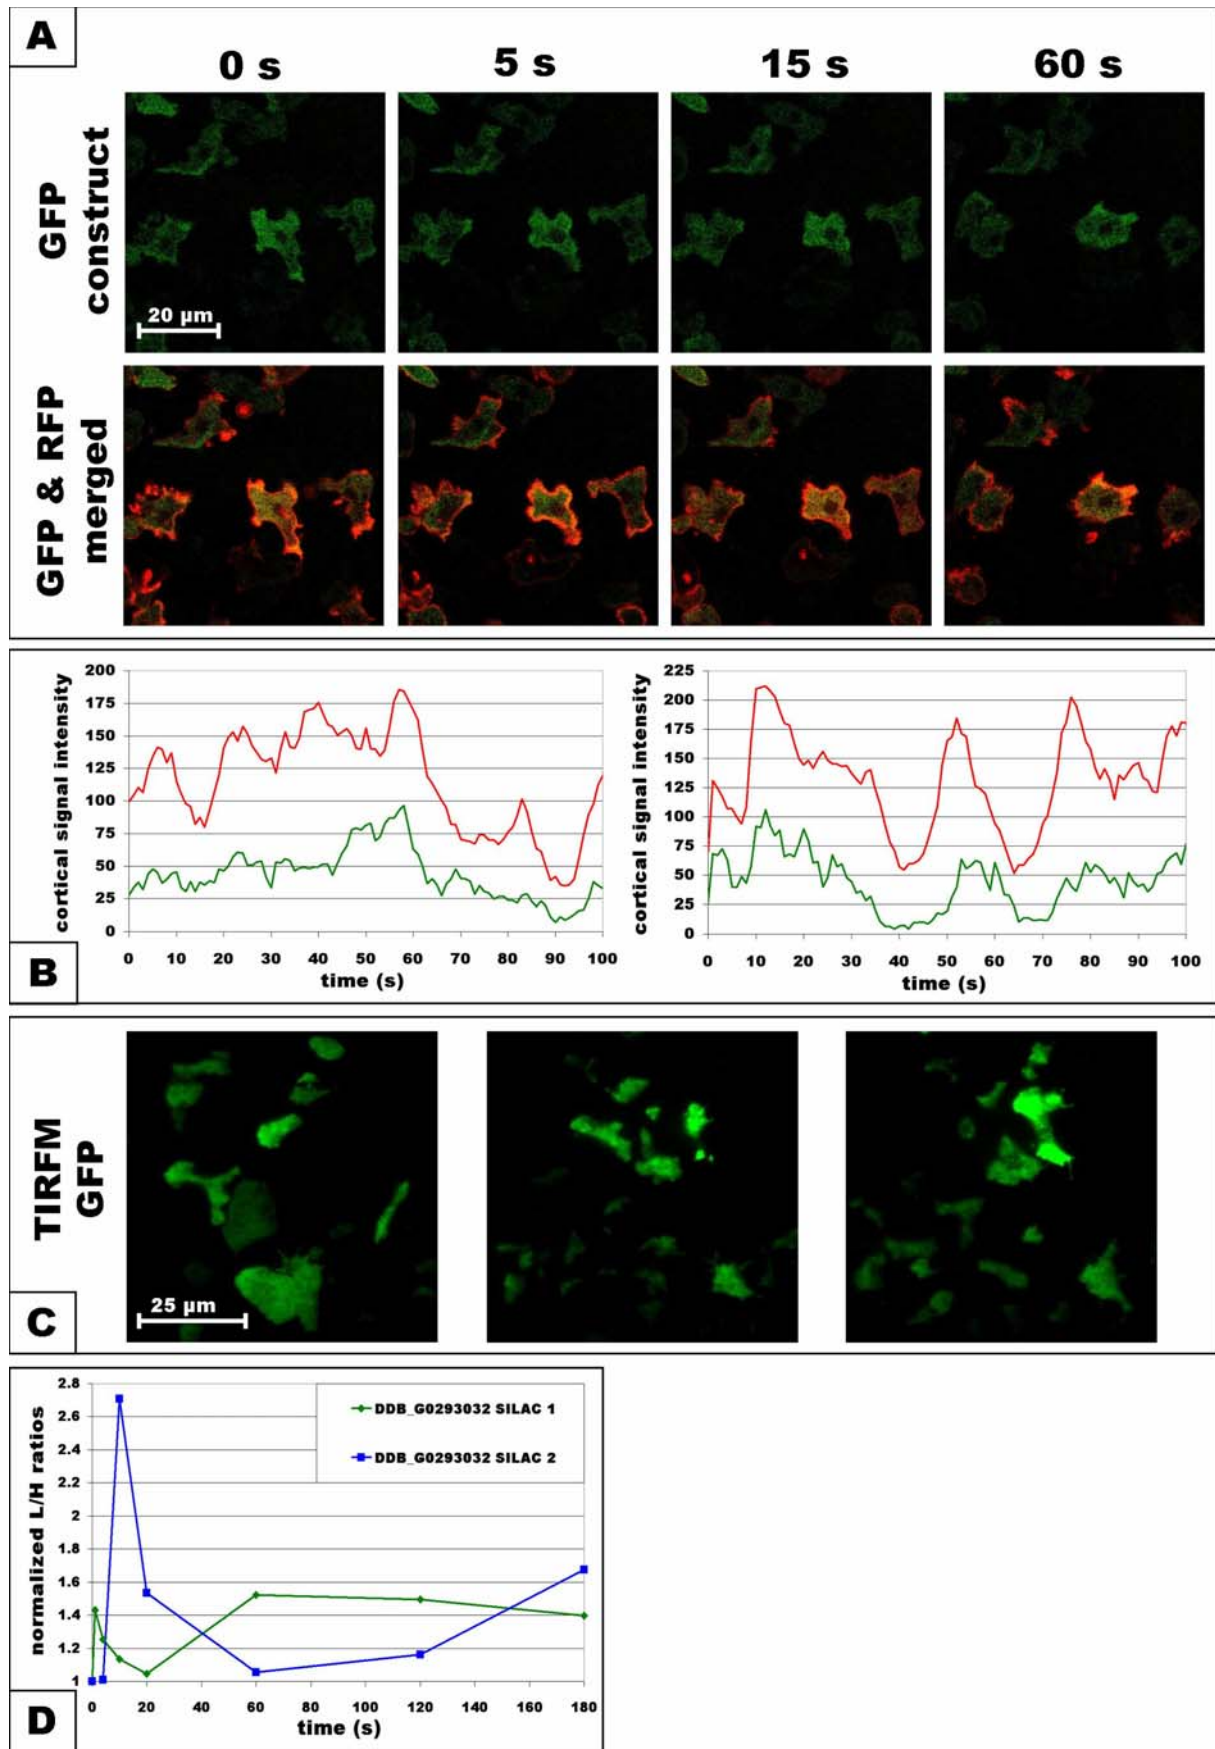 A
0 s 5 s 15 s 60 s
GFP
construct
20 µm
GFP & RFP
merged
B
cortical signal intensity
200
175
150
125
100
75
50
25
0
0 10 20 30 40 50 60 70 80 90 100
time (s)
cortical signal intensity
225
200
175
150
125
100
75
50
25
0
0 10 20 30 40 50 60 70 80 90 100
time (s)
C
TIRFM
GFP
25 µm
D
normalized L/H ratios
2.8
2.6
2.4
2.2
2
1.8
1.6
1.4
1.2
1
DDB_G0293032 SILAC 1
DDB_G0293032 SILAC 2
0 20 40 60 80 100 120 140 160 180
time (s)